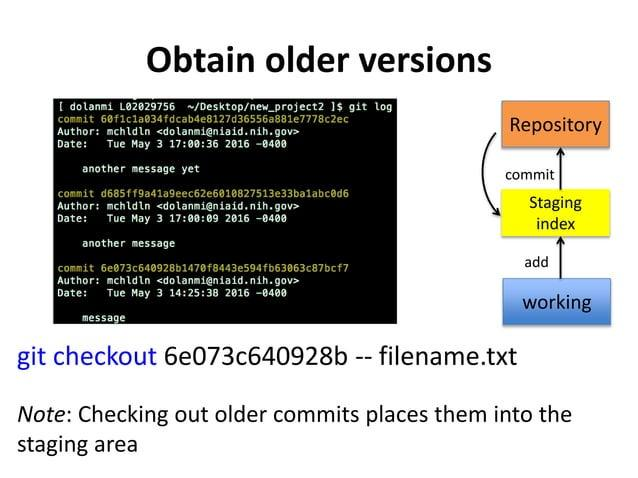 Obtain older versions
[ dolanmi L02029756 ~/Desktop/new_project2 ]$ git log
commit 60f1c1a034fdcab4e8127d36556a881e7778c2ec
Author: mchldln <dolanmi@niaid.nih.gov>
Date: Tue May 3 17:00:36 2016 -0400
another message yet
commit d685ff9a41a9eec62e6010827513e33ba1abc0d6
Author: mchldln <dolanmi@niaid.nih.gov>
Date: Tue May 3 17:00:09 2016 -0400
another message
commit 6e073c640928b1470f8443e594fb63063c87bcf7
Author: mchldln <dolanmi@niaid.nih.gov>
Date: Tue May 3 14:25:38 2016 -0400
message
Repository
commit
Staging
index
add
working
git checkout 6e073c640928b -- filename.txt
Note: Checking out older commits places them into the
staging area